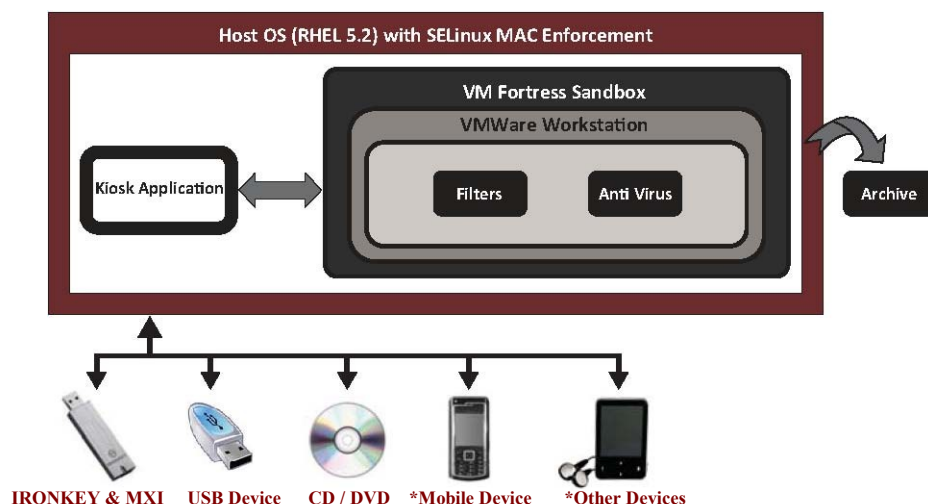 Host OS (RHEL 5.2) with SELinux MAC Enforcement
VM Fortress Sandbox
VMWare Workstation
Kiosk Application
Filters
Anti Virus
Archive
IRONKEY & MXI
USB Device
CD / DVD
*Mobile Device
*Other Devices